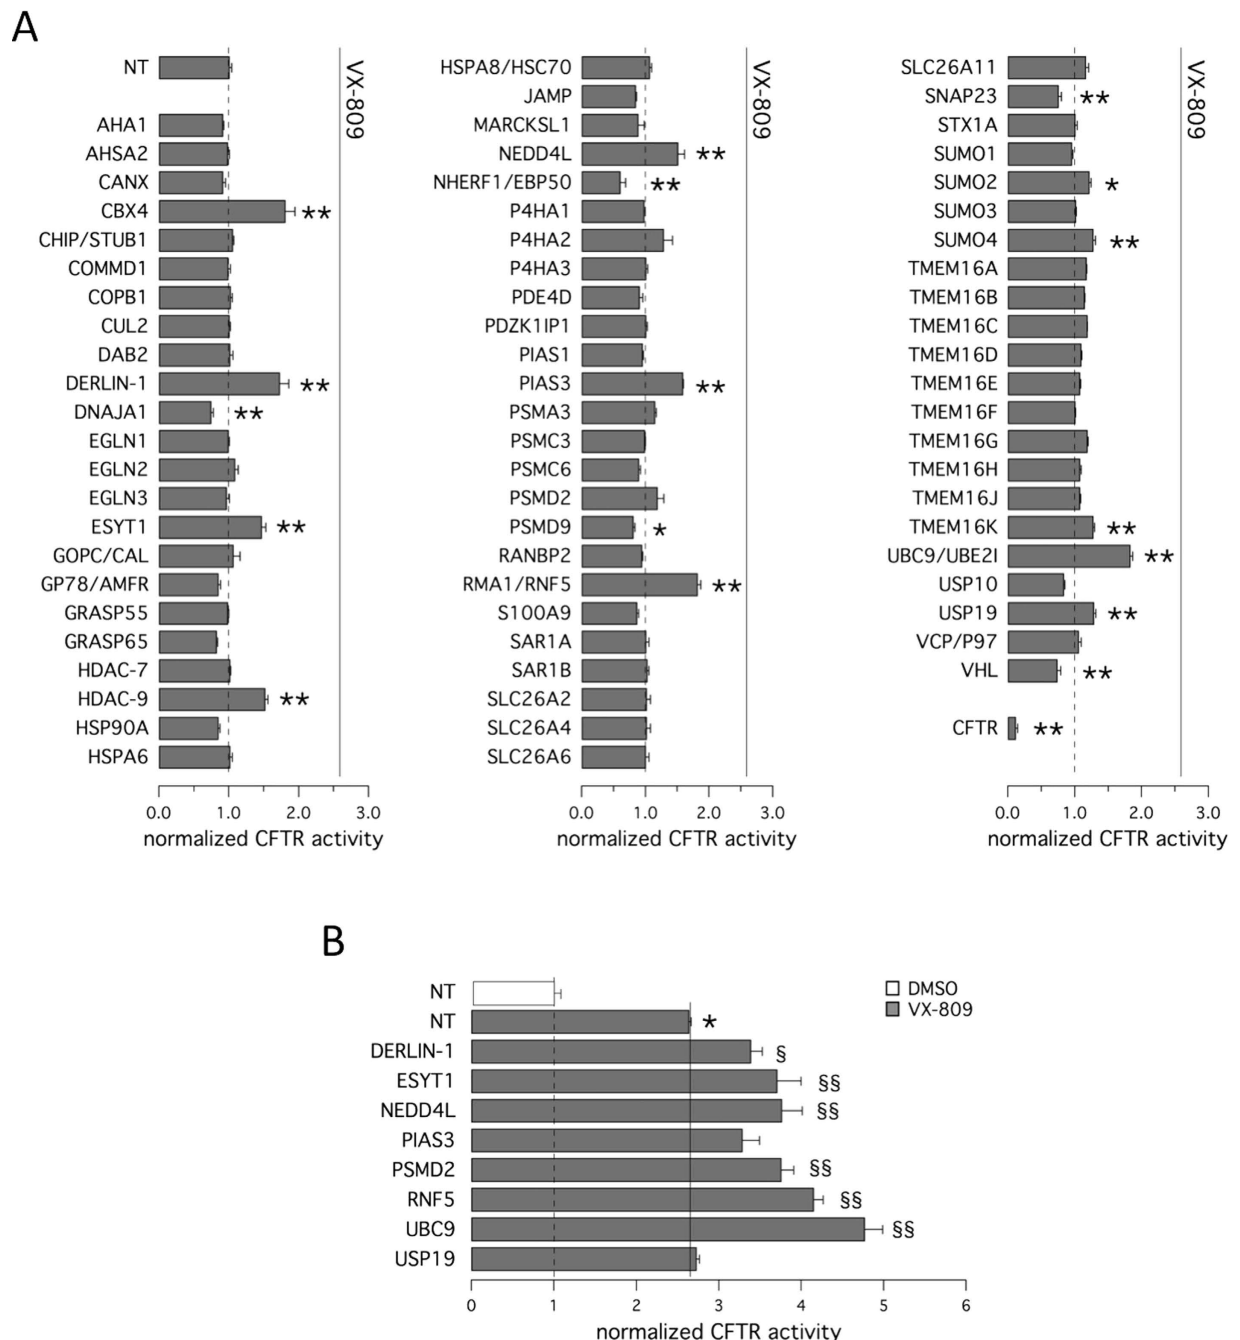 A
NT
AHA1
AHSA2
CANX
CBX4 **
CHIP/STUB1
COMMD1
COPB1
CUL2
DAB2
DERLIN-1 **
DNAJA1 **
EGLN1
EGLN2
EGLN3
ESYT1 **
GOPC/CAL
GP78/AMFR
GRASP55
GRASP65
HDAC-7
HDAC-9 **
HSP90A
HSPA6
VX-809
0.0 1.0 2.0 3.0
normalized CFTR activity
HSPA8/HSC70
JAMP
MARCKSL1
NEDD4L **
NHERF1/EBP50 **
P4HA1
P4HA2
P4HA3
PDE4D
PDZK1IP1
PIAS1
PIAS3 **
PSMA3
PSMC3
PSMC6
PSMD2
PSMD9 *
RANBP2
RMA1/RNF5 **
S100A9
SAR1A
SAR1B
SLC26A2
SLC26A4
SLC26A6
VX-809
0.0 1.0 2.0 3.0
normalized CFTR activity
SLC26A11
SNAP23 **
STX1A
SUMO1
SUMO2 *
SUMO3
SUMO4 **
TMEM16A
TMEM16B
TMEM16C
TMEM16D
TMEM16E
TMEM16F
TMEM16G
TMEM16H
TMEM16J
TMEM16K **
UBC9/UBE2I **
USP10
USP19 **
VCP/P97
VHL **
CFTR **
VX-809
0.0 1.0 2.0 3.0
normalized CFTR activity
B
NT
NT *
DERLIN-1 §
ESYT1 §§
NEDD4L §§
PIAS3
PSMD2 §§
RNF5 §§
UBC9 §§
USP19
DMSO
VX-809
0 1 2 3 4 5 6
normalized CFTR activity